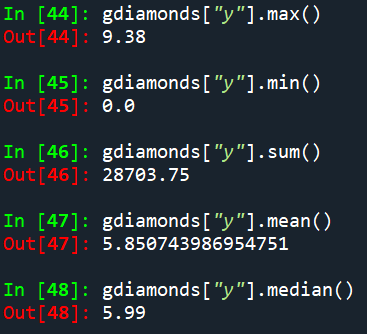 In [44]: gdiamonds["y"].max()
Out[44]: 9.38
In [45]: gdiamonds["y"].min()
Out[45]: 0.0
In [46]: gdiamonds["y"].sum()
Out[46]: 28703.75
In [47]: gdiamonds["y"].mean()
Out[47]: 5.850743986954751
In [48]: gdiamonds["y"].median()
Out[48]: 5.99